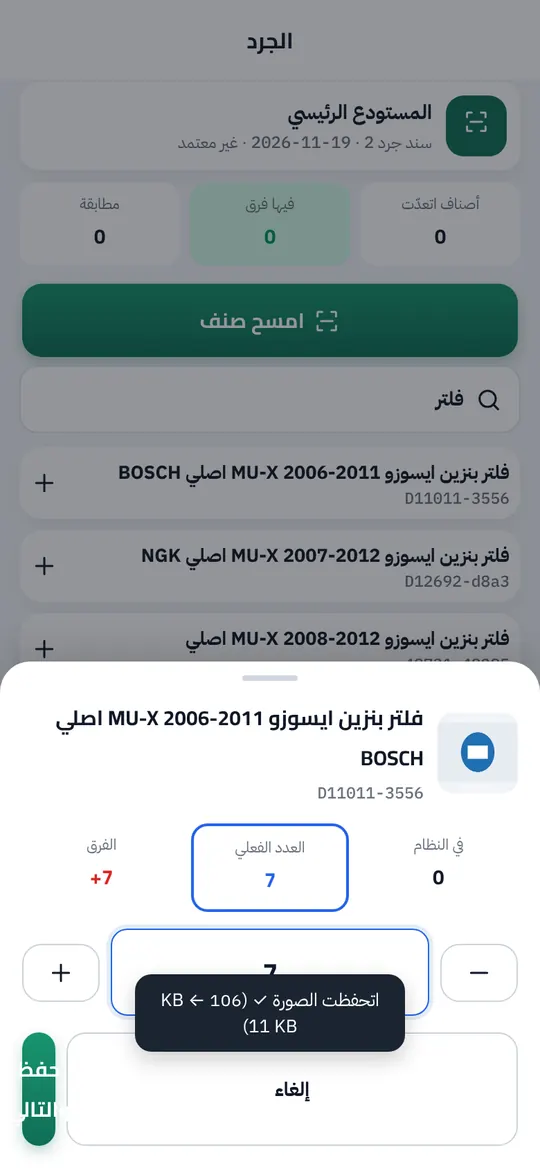 الجرد
المستودع الرئيسي
سند جرد 2 · 2026-11-19 · غير معتمد
أصناف اتعدّت
0
فيها فرق
0
مطابقة
0
امسح صنف
فلتر
فلتر بنزين ايسوزو MU-X 2006-2011 اصلي BOSCH
D11011-3556
فلتر بنزين ايسوزو MU-X 2007-2012 اصلي NGK
D12692-d8a3
فلتر بنزين ايسوزو MU-X 2008-2012 اصلي
فلتر بنزين ايسوزو MU-X 2006-2011 اصلي
BOSCH
D11011-3556
في النظام
0
العدد الفعلي
7
الفرق
+7
7
اتحفظت الصورة ✓ (106 KB ←
11 KB)
إلغاء